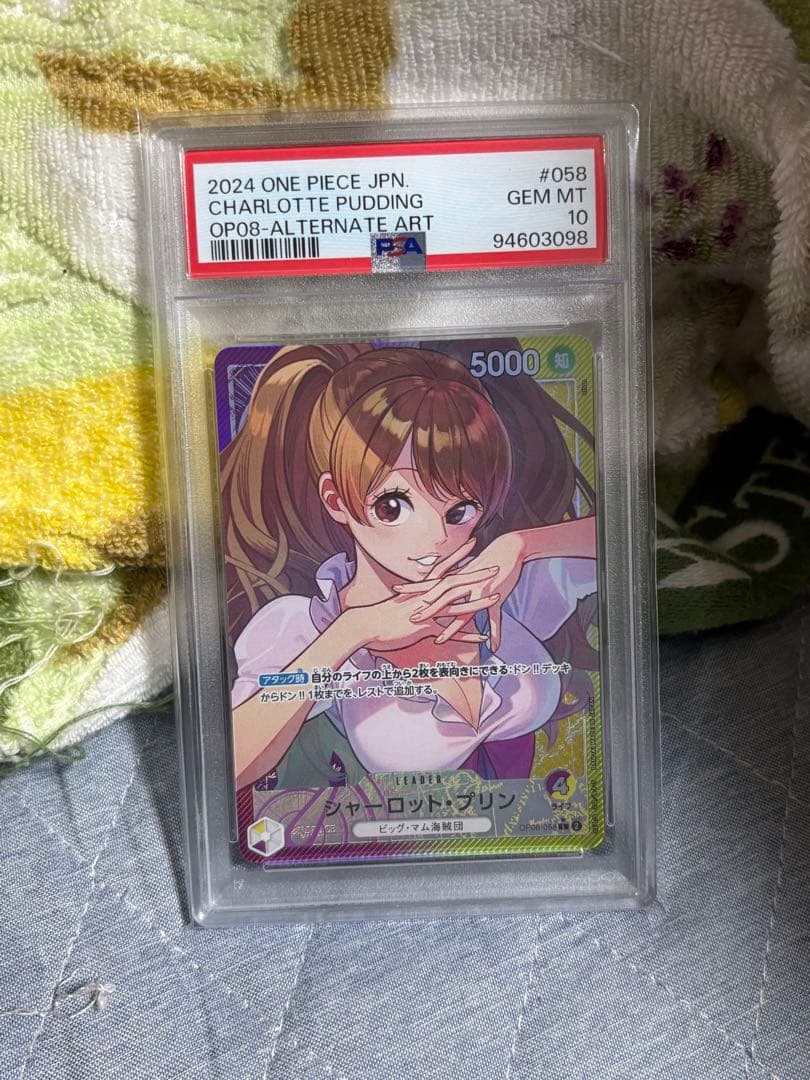 2024 ONE PIECE JPN. #058
CHARLOTTE PUDDING GEM MT
OP08-ALTERNATE ART 10
94603098
PSA
5000 知
アタック時 自分のライフの上から2枚を表向きにできる:ドン!!デッキ
からドン!!1枚までを、レストで追加する。
LEADER
シャーロット・プリン
4
ライフ
ビッグ・マム海賊団
OP08-058 L 2